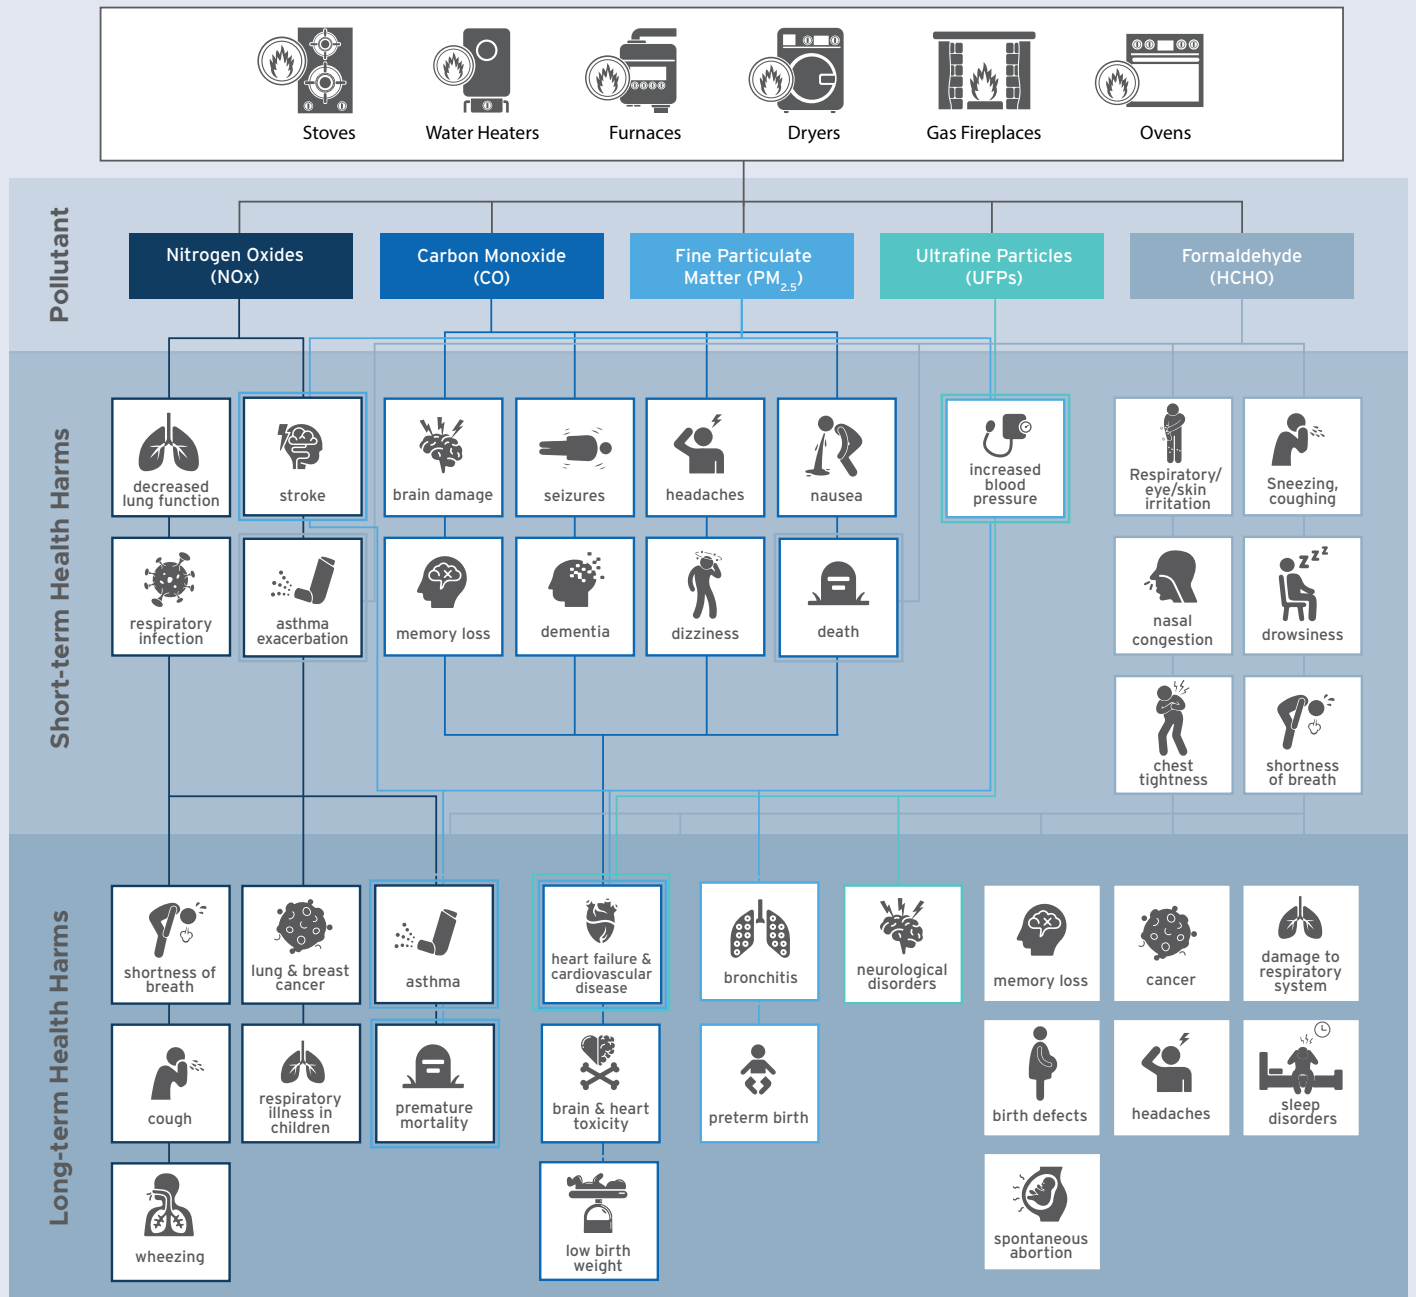 Stoves
Water Heaters
Furnaces
Dryers
Gas Fireplaces
Ovens
Pollutant
Nitrogen Oxides
(NOx)
Carbon Monoxide
(CO)
Fine Particulate
Matter (PM2.5)
Ultrafine Particles
(UFPs)
Formaldehyde
(HCHO)
Short-term Health Harms
decreased
lung function
stroke
brain damage
seizures
headaches
nausea
increased
blood
pressure
Respiratory/
eye/skin
irritation
Sneezing,
coughing
respiratory
infection
asthma
exacerbation
memory loss
dementia
dizziness
death
nasal
congestion
zzz
drowsiness
chest
tightness
shortness
of breath
Long-term Health Harms
shortness of
breath
lung & breast
cancer
asthma
heart failure &
cardiovascular
disease
bronchitis
neurological
disorders
memory loss
cancer
damage to
respiratory
system
cough
respiratory
illness in
children
premature
mortality
brain & heart
toxicity
preterm birth
birth defects
headaches
sleep
disorders
wheezing
low birth
weight
spontaneous
abortion